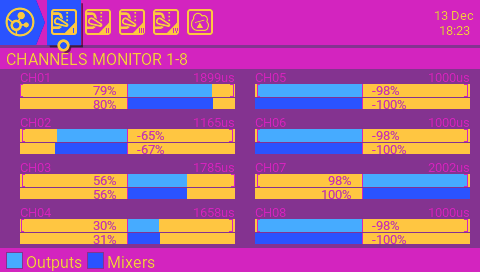 13 Dec
18:23
CHANNELS MONITOR 1-8
CH01 1899us
79%
80%
CH02 1165us
-65%
-67%
CH03 1785us
56%
56%
CH04 1658us
30%
31%
CH05 1000us
-98%
-100%
CH06 1000us
-98%
-100%
CH07 2002us
98%
100%
CH08 1000us
-98%
-100%
Outputs Mixers